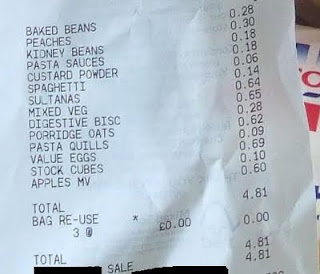 BAKED BEANS 0.28
PEACHES 0.30
KIDNEY BEANS 0.18
PASTA SAUCES 0.18
CUSTARD POWDER 0.06
SPAGHETTI 0.14
SULTANAS 0.64
MIXED VEG 0.65
DIGESTIVE BISC 0.28
PORRIDGE OATS 0.62
PASTA QUILLS 0.09
VALUE EGGS 0.69
STOCK CUBES 0.10
APPLES MV 0.60
TOTAL 4.81
BAG RE-USE *
3 @ £0.00 0.00
TOTAL 4.81
SALE 4.81